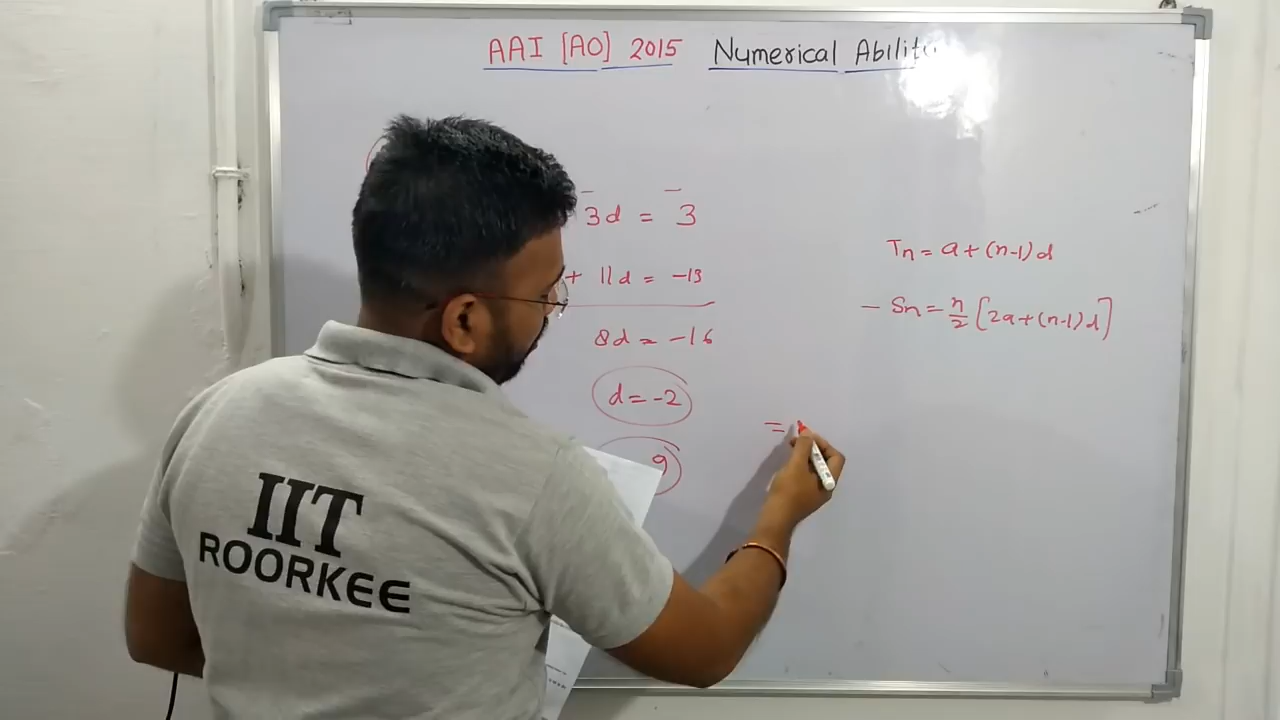 AAI [AO] 2015 Numerical Ability
3d = 3
+ 11d = -13
8d = -16
d = -2
9
=
Tn = a + (n-1) d
- Sn = n/2 [2a + (n-1) d]
IIT
ROORKEE